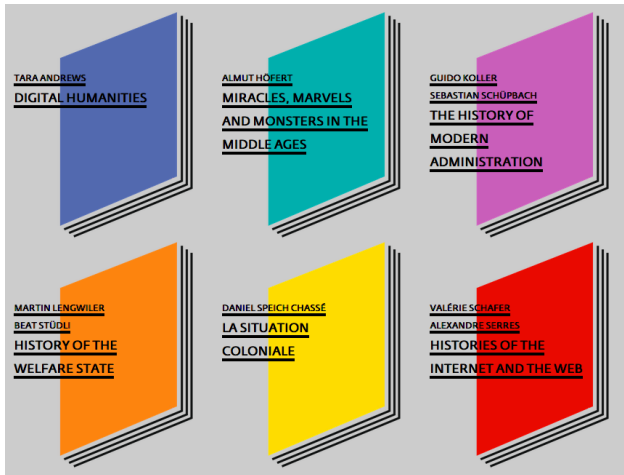 TARA ANDREWS
DIGITAL HUMANITIES
ALMUT HÖFERT
MIRACLES, MARVELS
AND MONSTERS IN THE
MIDDLE AGES
GUIDO KOLLER
SEBASTIAN SCHÜPBACH
THE HISTORY OF
MODERN
ADMINISTRATION
MARTIN LENGWILER
BEAT STÜDLI
HISTORY OF THE
WELFARE STATE
DANIEL SPEICH CHASSÉ
LA SITUATION
COLONIALE
VALÉRIE SCHAFER
ALEXANDRE SERRES
HISTORIES OF THE
INTERNET AND THE WEB